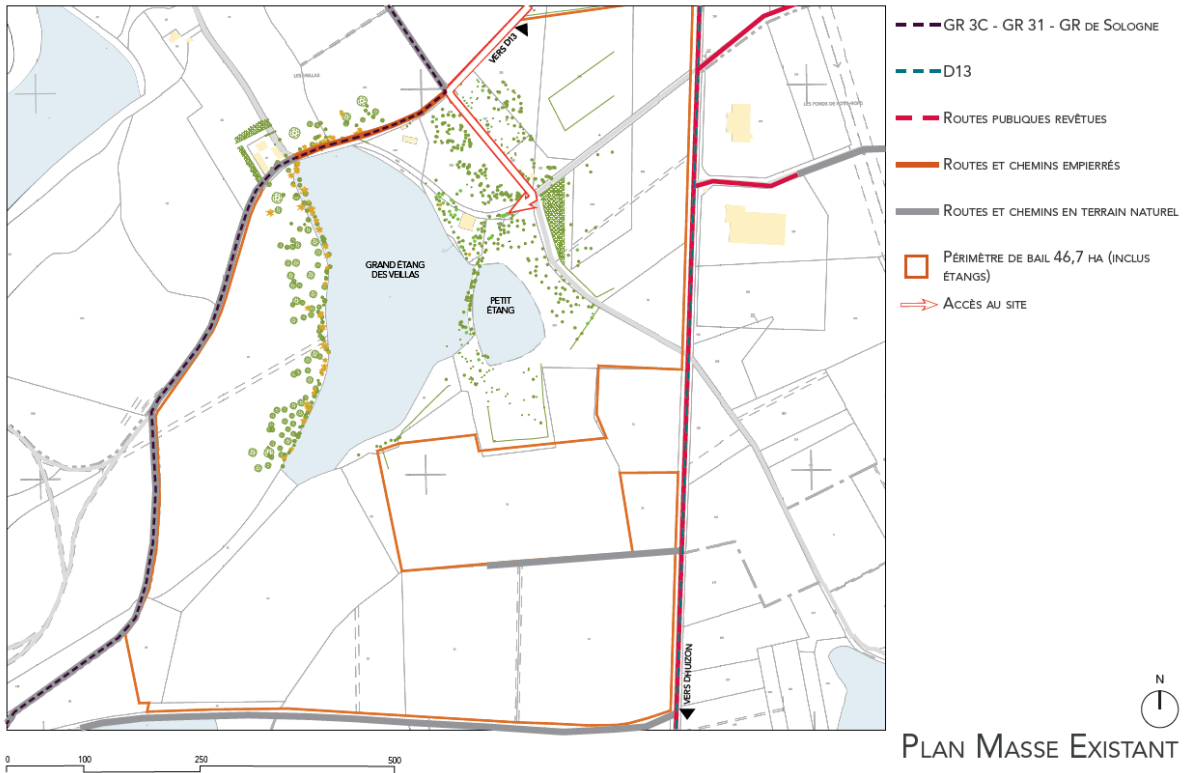 VERS D13
LES VEILLAS
GRAND ÉTANG
DES VEILLAS
PETIT
ÉTANG
VERS DHUIZON
GR 3C - GR 31 - GR DE SOLOGNE
D13
ROUTES PUBLIQUES REVÊTUES
ROUTES ET CHEMINS EMPIERRÉS
ROUTES ET CHEMINS EN TERRAIN NATUREL
PÉRIMÈTRE DE BAIL 46,7 HA (INCLUS
ÉTANGS)
ACCÈS AU SITE
N
PLAN MASSE EXISTANT
0 100 250 500